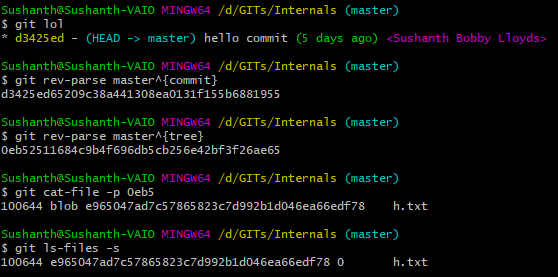 Sushanth@Sushanth-VAIO MINGW64 /d/GITs/Internals (master)
$ git lol
* d3425ed - (HEAD -> master) hello commit (5 days ago) <Sushanth Bobby Lloyds>
Sushanth@Sushanth-VAIO MINGW64 /d/GITs/Internals (master)
$ git rev-parse master^{commit}
d3425ed65209c38a441308ea0131f155b6881955
Sushanth@Sushanth-VAIO MINGW64 /d/GITs/Internals (master)
$ git rev-parse master^{tree}
0eb52511684c9b4f696db5cb256e42bf3f26ae65
Sushanth@Sushanth-VAIO MINGW64 /d/GITs/Internals (master)
$ git cat-file -p 0eb5
100644 blob e965047ad7c57865823c7d992b1d046ea66edf78 h.txt
Sushanth@Sushanth-VAIO MINGW64 /d/GITs/Internals (master)
$ git ls-files -s
100644 e965047ad7c57865823c7d992b1d046ea66edf78 0 h.txt